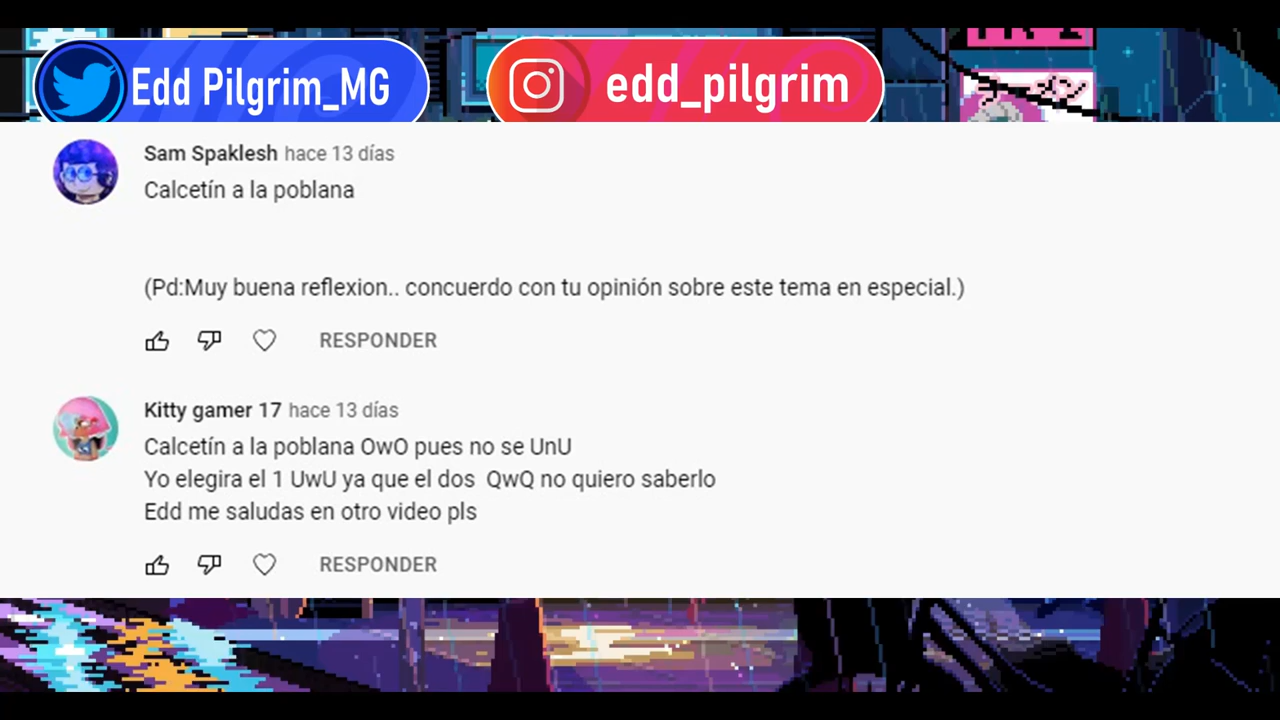 Edd Pilgrim_MG
edd_pilgrim
Sam Spaklesh hace 13 días
Calcetín a la poblana
(Pd:Muy buena reflexion.. concuerdo con tu opinión sobre este tema en especial.)
RESPONDER
Kitty gamer 17 hace 13 días
Calcetín a la poblana OwO pues no se UnU
Yo elegira el 1 UwU ya que el dos QwQ no quiero saberlo
Edd me saludas en otro video pls
RESPONDER